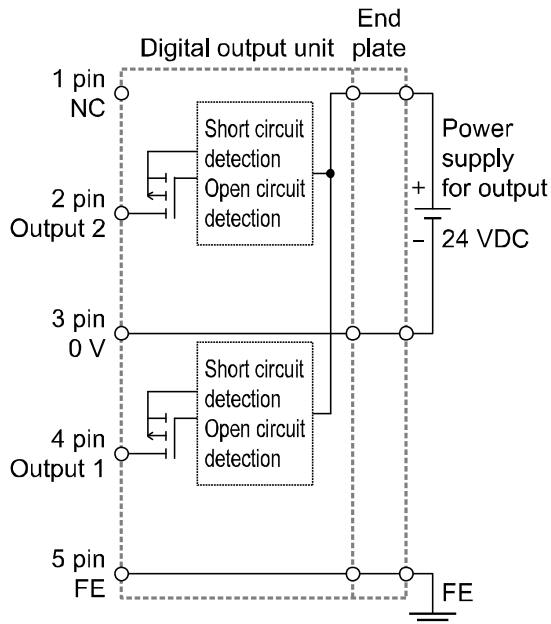 Digital output unit
End
plate
1 pin
NC
Short circuit
detection
Open circuit
detection
2 pin
Output 2
Power
supply
for output
+
−
24 VDC
3 pin
0 V
Short circuit
detection
Open circuit
detection
4 pin
Output 1
5 pin
FE
FE